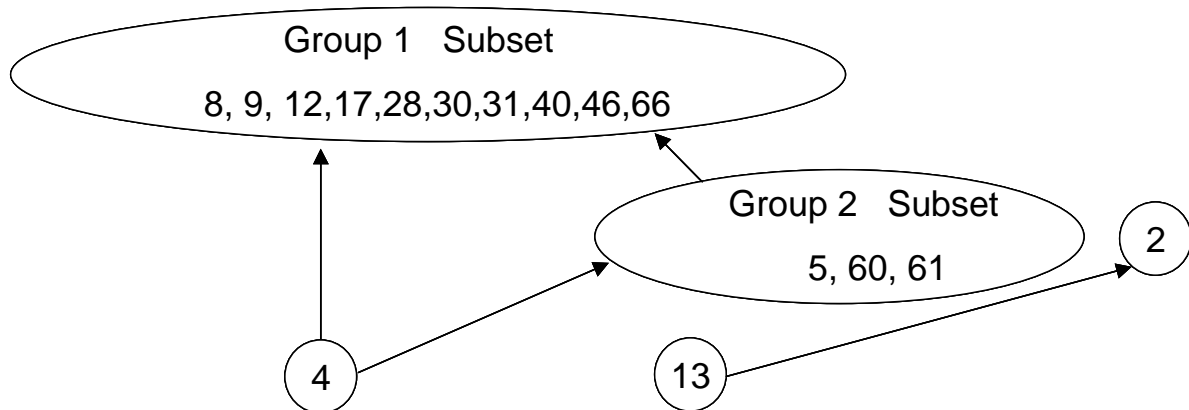 Group 1 Subset
8, 9, 12,17,28,30,31,40,46,66
Group 2 Subset
5, 60, 61
2
4
13